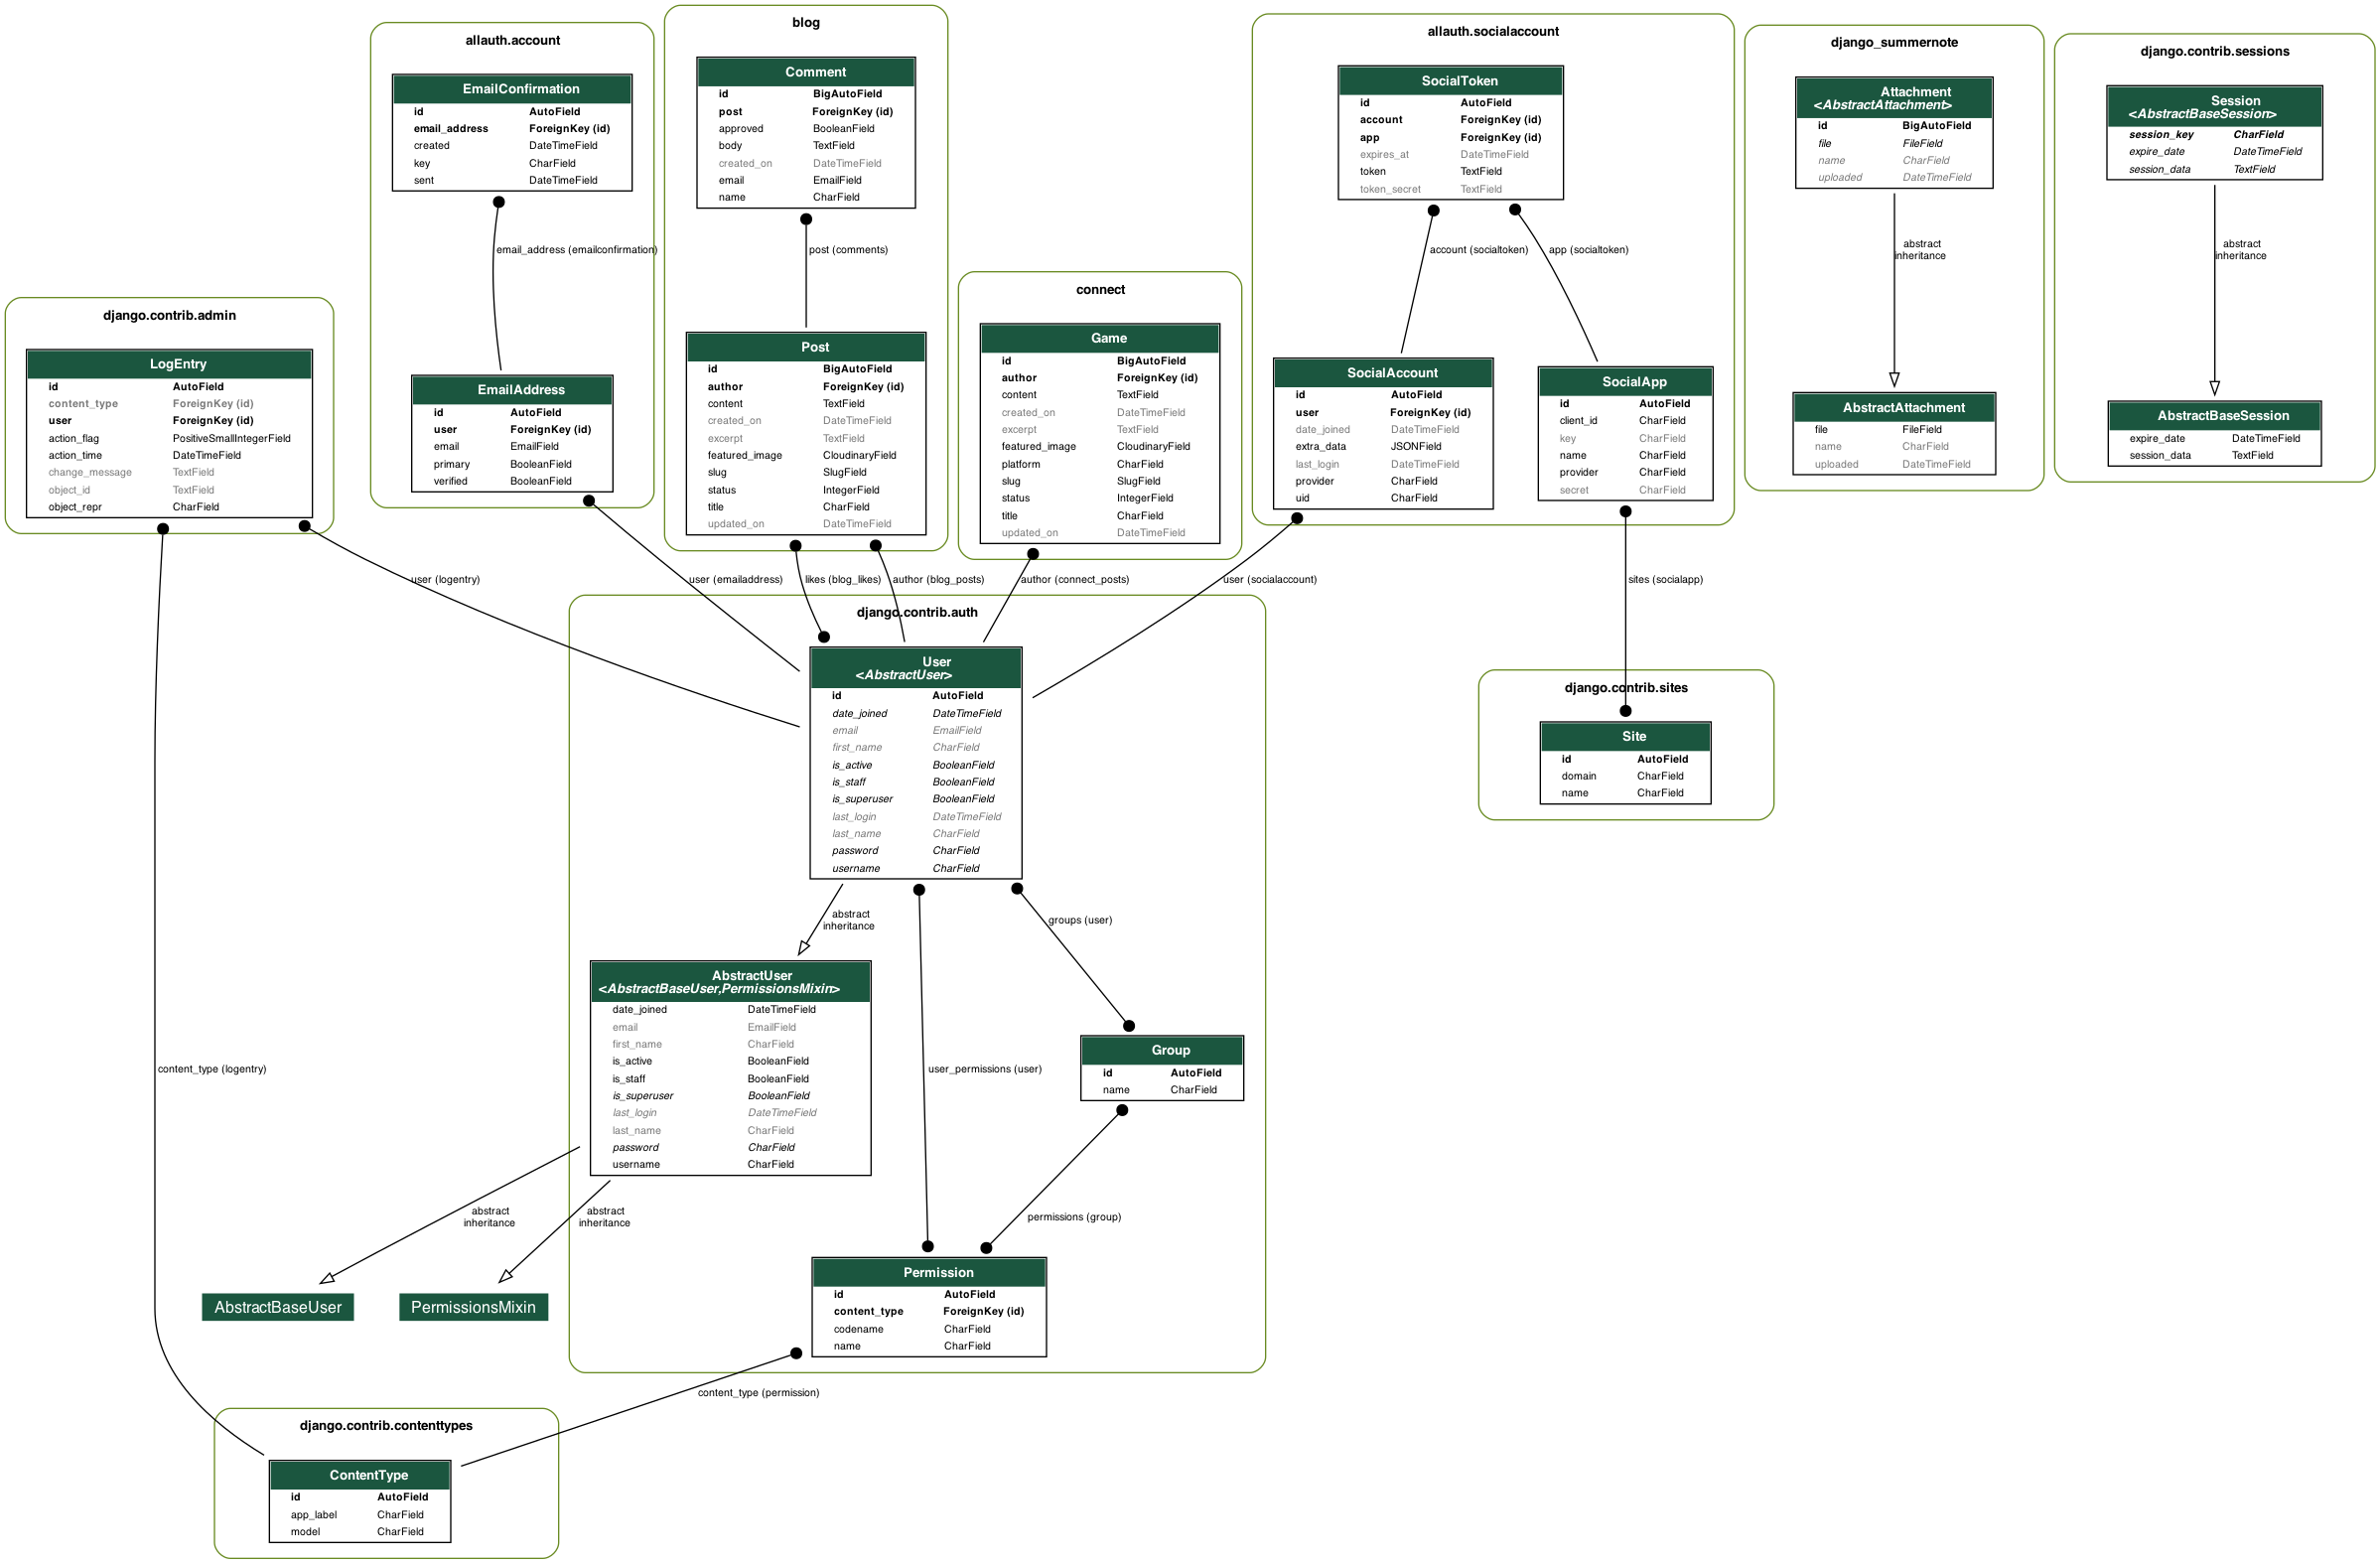 allauth.account
EmailConfirmation
id AutoField
email_address ForeignKey (id)
created DateTimeField
key CharField
sent DateTimeField
email_address (emailconfirmation)
EmailAddress
id AutoField
user ForeignKey (id)
email EmailField
primary BooleanField
verified BooleanField
blog
Comment
id BigAutoField
post ForeignKey (id)
approved BooleanField
body TextField
created_on DateTimeField
email EmailField
name CharField
post (comments)
Post
id BigAutoField
author ForeignKey (id)
content TextField
created_on DateTimeField
excerpt TextField
featured_image CloudinaryField
slug SlugField
status IntegerField
title CharField
updated_on DateTimeField
connect
Game
id BigAutoField
author ForeignKey (id)
content TextField
created_on DateTimeField
excerpt TextField
featured_image CloudinaryField
platform CharField
slug SlugField
status IntegerField
title CharField
updated_on DateTimeField
allauth.socialaccount
SocialToken
id AutoField
account ForeignKey (id)
app ForeignKey (id)
expires_at DateTimeField
token TextField
token_secret TextField
account (socialtoken)
app (socialtoken)
SocialAccount
id AutoField
user ForeignKey (id)
date_joined DateTimeField
extra_data JSONField
last_login DateTimeField
provider CharField
uid CharField
SocialApp
id AutoField
client_id CharField
key CharField
name CharField
provider CharField
secret CharField
django_summernote
Attachment
<AbstractAttachment>
id BigAutoField
file FileField
name CharField
uploaded DateTimeField
abstract
inheritance
AbstractAttachment
file FileField
name CharField
uploaded DateTimeField
django.contrib.sessions
Session
<AbstractBaseSession>
session_key CharField
expire_date DateTimeField
session_data TextField
abstract
inheritance
AbstractBaseSession
expire_date DateTimeField
session_data TextField
django.contrib.admin
LogEntry
id AutoField
content_type ForeignKey (id)
user ForeignKey (id)
action_flag PositiveSmallIntegerField
action_time DateTimeField
change_message TextField
object_id TextField
object_repr CharField
user (logentry)
user (emailaddress)
likes (blog_likes)
author (blog_posts)
author (connect_posts)
user (socialaccount)
sites (socialapp)
django.contrib.auth
User
<AbstractUser>
id AutoField
date_joined DateTimeField
email EmailField
first_name CharField
is_active BooleanField
is_staff BooleanField
is_superuser BooleanField
last_login DateTimeField
last_name CharField
password CharField
username CharField
django.contrib.sites
Site
id AutoField
domain CharField
name CharField
abstract
inheritance
groups (user)
AbstractUser
<AbstractBaseUser,PermissionsMixin>
date_joined DateTimeField
email EmailField
first_name CharField
is_active BooleanField
is_staff BooleanField
is_superuser BooleanField
last_login DateTimeField
last_name CharField
password CharField
username CharField
content_type (logentry)
user_permissions (user)
Group
id AutoField
name CharField
abstract
inheritance
abstract
inheritance
permissions (group)
AbstractBaseUser
PermissionsMixin
Permission
id AutoField
content_type ForeignKey (id)
codename CharField
name CharField
content_type (permission)
django.contrib.contenttypes
ContentType
id AutoField
app_label CharField
model CharField